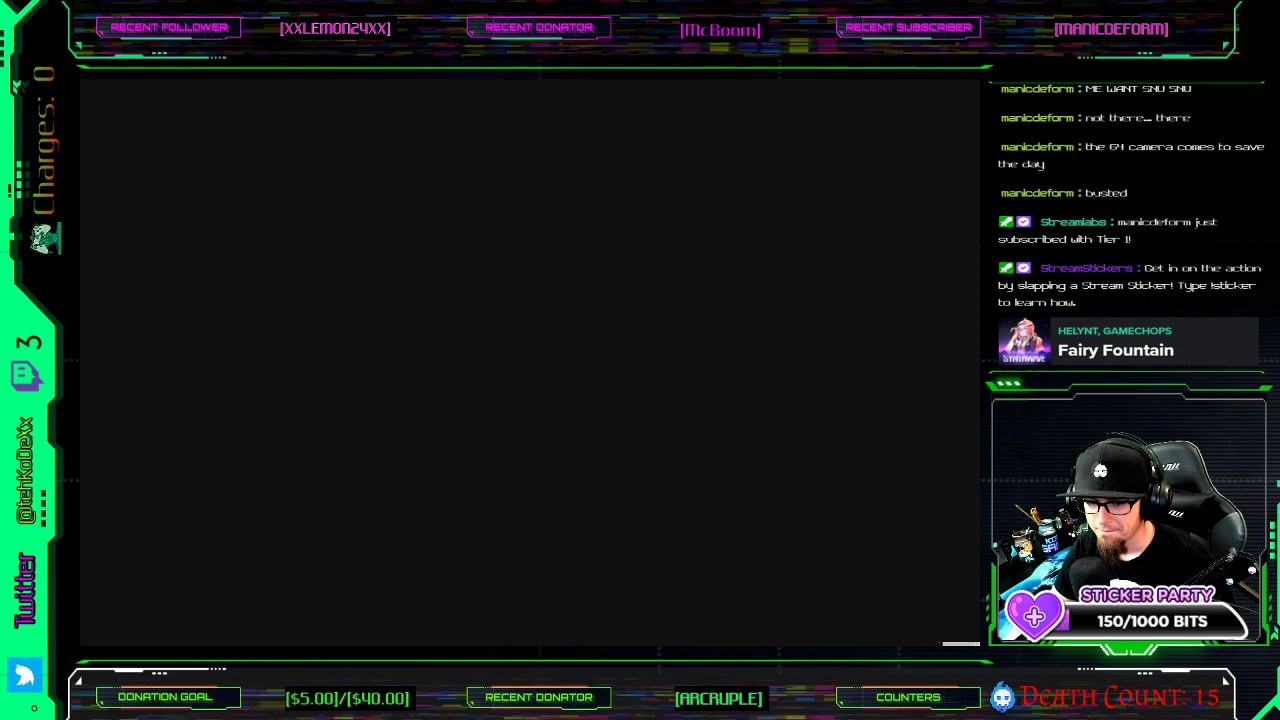 RECENT FOLLOWER
[XXLEMON24XX]
RECENT DONATOR
[McBoom]
RECENT SUBSCRIBER
[MANICDEFORM]
Charges: 0
3
@tehKoDeXx
Twitter
manicdeform : ME WANT SNU SNU
manicdeform : not there... there
manicdeform : the 64 camera comes to save
the day
manicdeform : busted
Streamlabs : manicdeform just
subscribed with Tier 1!
StreamStickers : Get in on the action
by slapping a Stream Sticker! Type !sticker
to learn how.
SYNTHWAVE
HELYNT, GAMECHOPS
Fairy Fountain
STICKER PARTY
150/1000 BITS
DONATION GOAL
[$5.00]/[$40.00]
RECENT DONATOR
[ARCRUPLE]
COUNTERS
DEATH COUNT: 15